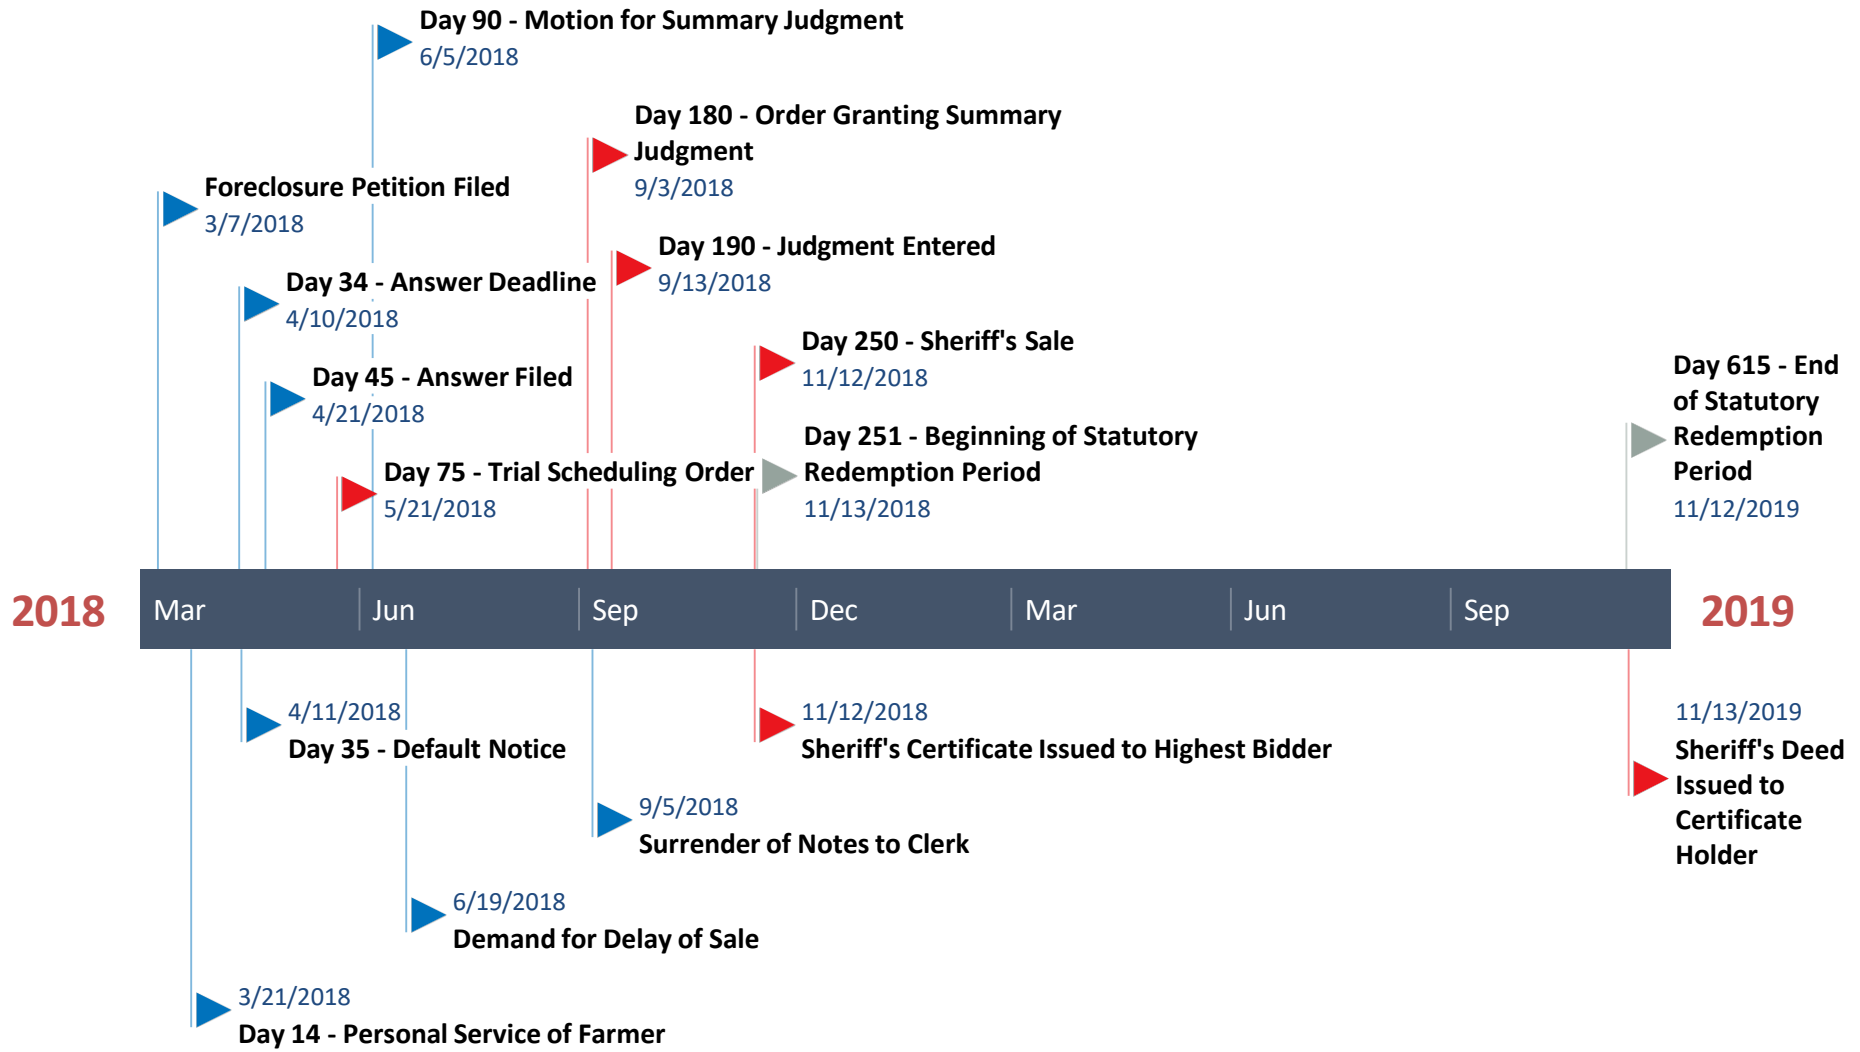 Day 90 - Motion for Summary Judgment
6/5/2018
Day 180 - Order Granting Summary
Judgment
9/3/2018
Foreclosure Petition Filed
3/7/2018
Day 190 - Judgment Entered
9/13/2018
Day 34 - Answer Deadline
4/10/2018
Day 250 - Sheriff's Sale
11/12/2018
Day 45 - Answer Filed
4/21/2018
Day 615 - End
of Statutory
Redemption
Period
11/12/2019
Day 251 - Beginning of Statutory
Redemption Period
11/13/2018
Day 75 - Trial Scheduling Order
5/21/2018
2018 Mar Jun Sep Dec Mar Jun Sep 2019
4/11/2018
Day 35 - Default Notice
11/12/2018
Sheriff's Certificate Issued to Highest Bidder
11/13/2019
Sheriff's Deed
Issued to
Certificate
Holder
9/5/2018
Surrender of Notes to Clerk
6/19/2018
Demand for Delay of Sale
3/21/2018
Day 14 - Personal Service of Farmer